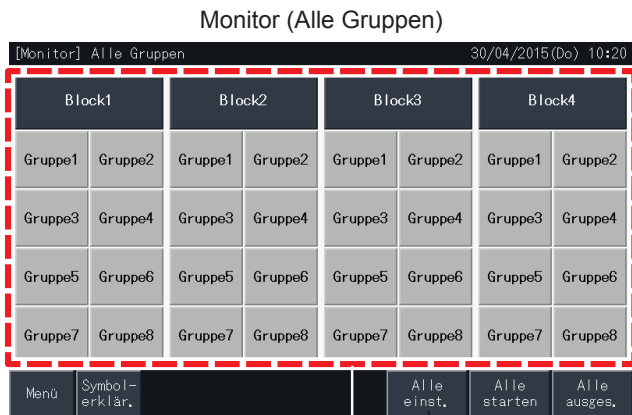 Monitor (Alle Gruppen)
[Monitor] Alle Gruppen 30/04/2015(Do) 10:20
Block1 Block2 Block3 Block4
Gruppe1 Gruppe2 Gruppe1 Gruppe2 Gruppe1 Gruppe2 Gruppe1 Gruppe2
Gruppe3 Gruppe4 Gruppe3 Gruppe4 Gruppe3 Gruppe4 Gruppe3 Gruppe4
Gruppe5 Gruppe6 Gruppe5 Gruppe6 Gruppe5 Gruppe6 Gruppe5 Gruppe6
Gruppe7 Gruppe8 Gruppe7 Gruppe8 Gruppe7 Gruppe8 Gruppe7 Gruppe8
Menü
Symbol-
erklär.
Alle
einst.
Alle
starten
Alle
ausges.